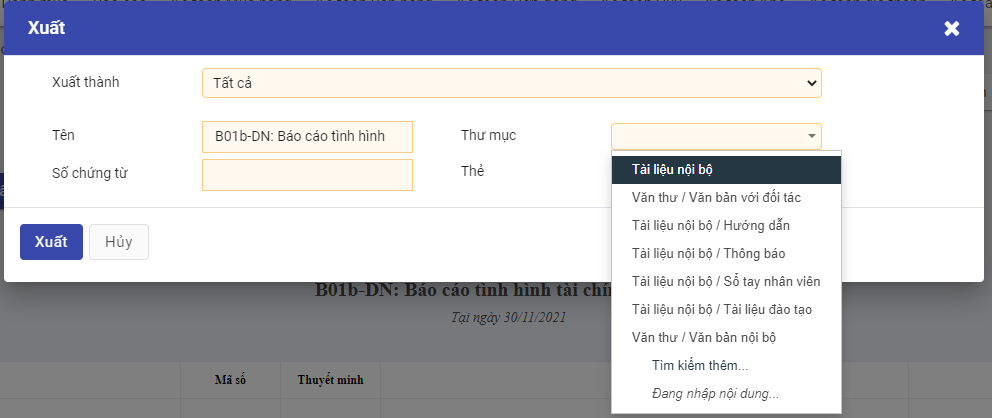 Xuất
Xuất thành
Tất cả
Tên
B01b-DN: Báo cáo tình hình
Thư mục
Số chứng từ
Thẻ
Tài liệu nội bộ
Văn thư / Văn bản với đối tác
Tài liệu nội bộ / Hướng dẫn
Tài liệu nội bộ / Thông báo
Tài liệu nội bộ / Sổ tay nhân viên
Tài liệu nội bộ / Tài liệu đào tạo
Văn thư / Văn bản nội bộ
Tìm kiếm thêm...
Đang nhập nội dung...
Xuất
Hủy
B01b-DN: Báo cáo tình hình tài chí
Tại ngày 30/11/2021
Mã số
Thuyết minh